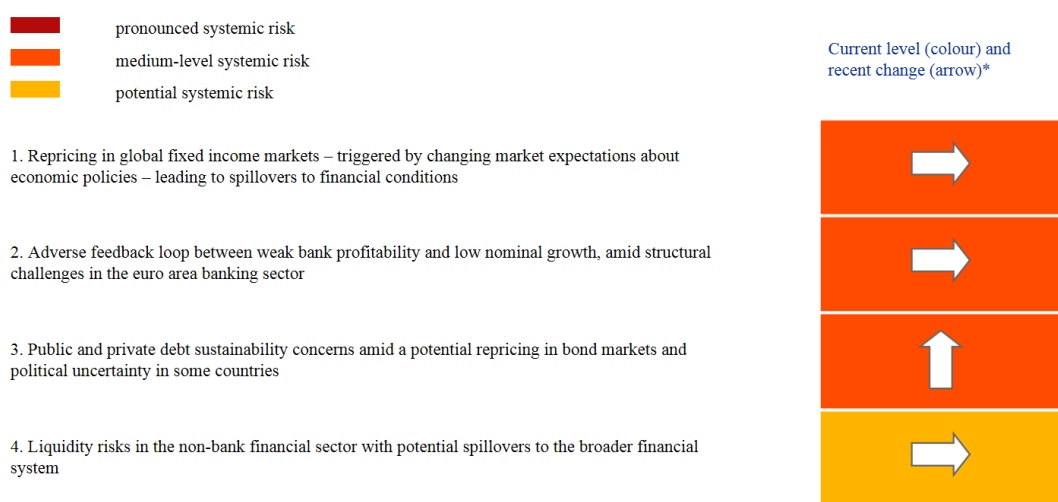 pronounced systemic risk
medium-level systemic risk
potential systemic risk
Current level (colour) and
recent change (arrow)*
1. Repricing in global fixed income markets – triggered by changing market expectations about
economic policies – leading to spillovers to financial conditions
2. Adverse feedback loop between weak bank profitability and low nominal growth, amid structural
challenges in the euro area banking sector
3. Public and private debt sustainability concerns amid a potential repricing in bond markets and
political uncertainty in some countries
4. Liquidity risks in the non-bank financial sector with potential spillovers to the broader financial
system